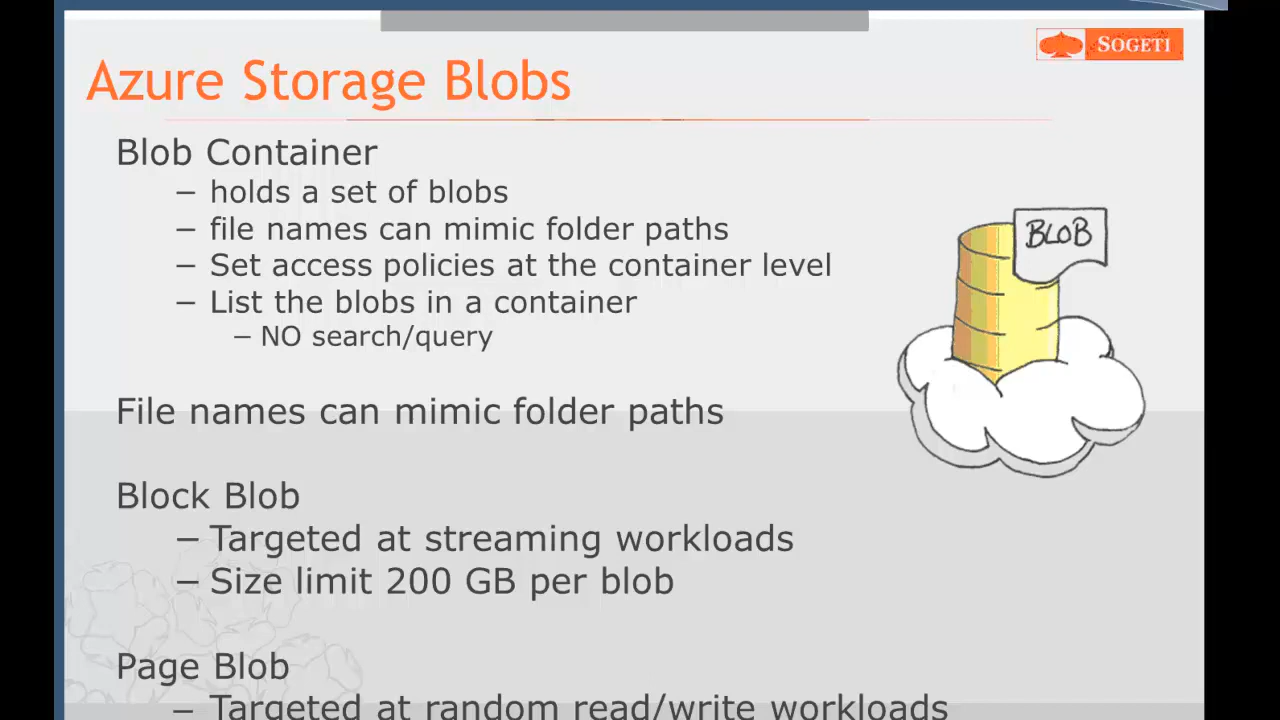 SOGETI
Azure Storage Blobs
Blob Container
– holds a set of blobs
– file names can mimic folder paths
– Set access policies at the container level
– List the blobs in a container
– NO search/query
BLOB
File names can mimic folder paths
Block Blob
– Targeted at streaming workloads
– Size limit 200 GB per blob
Page Blob
– Targeted at random read/write workloads